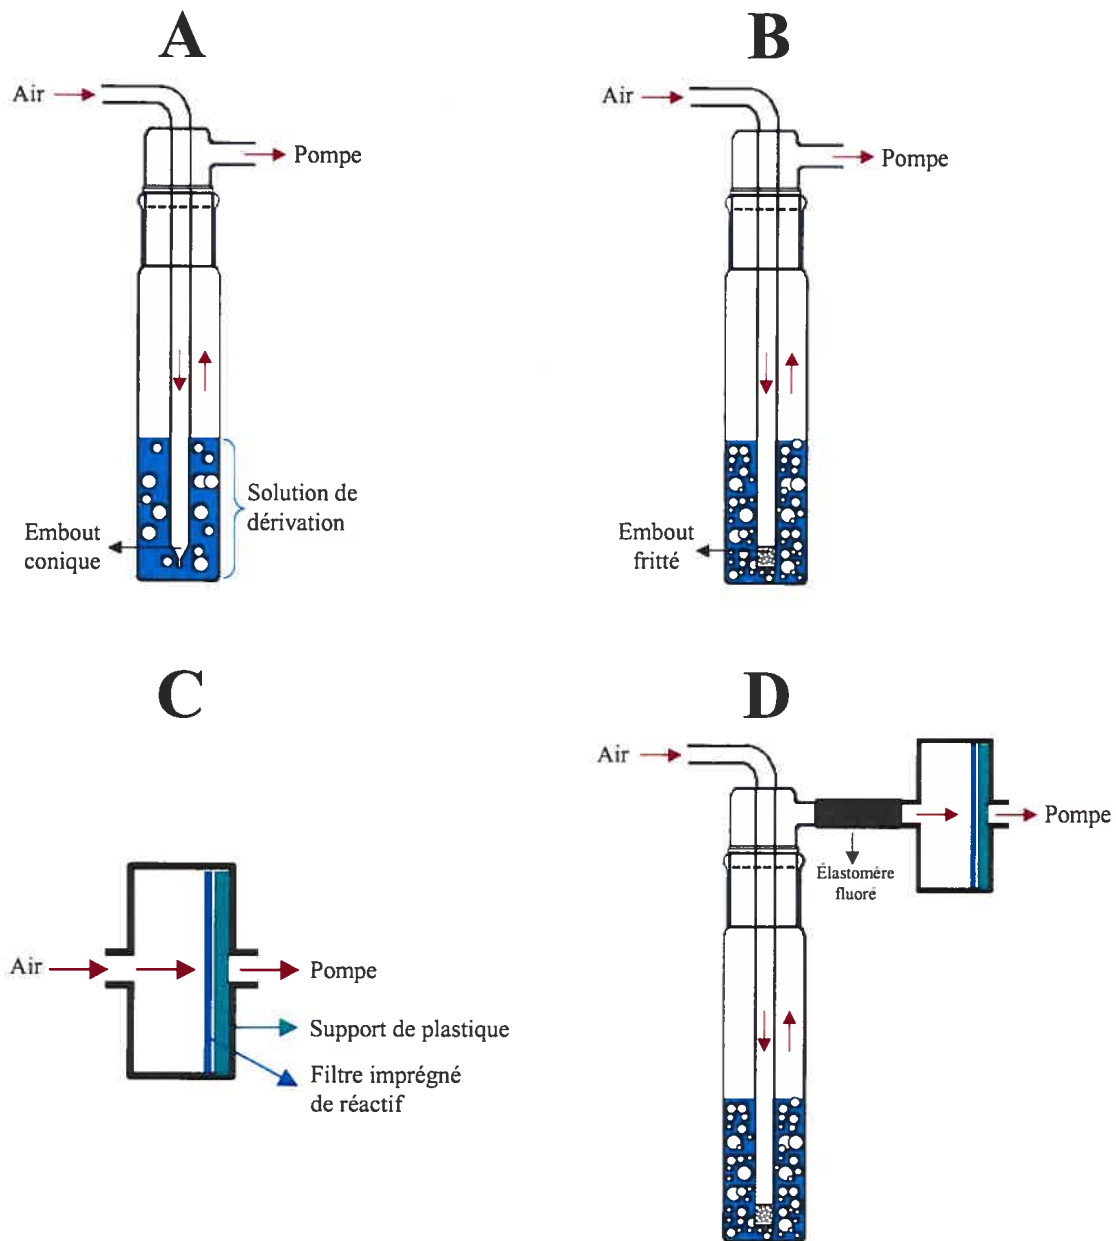 A
Air
Pompe
Solution de
dérivation
Embout
conique
B
Air
Pompe
Embout
fritté
C
Air
Pompe
Support de plastique
Filtre imprégné
de réactif
D
Air
Pompe
Élastomère
fluoré